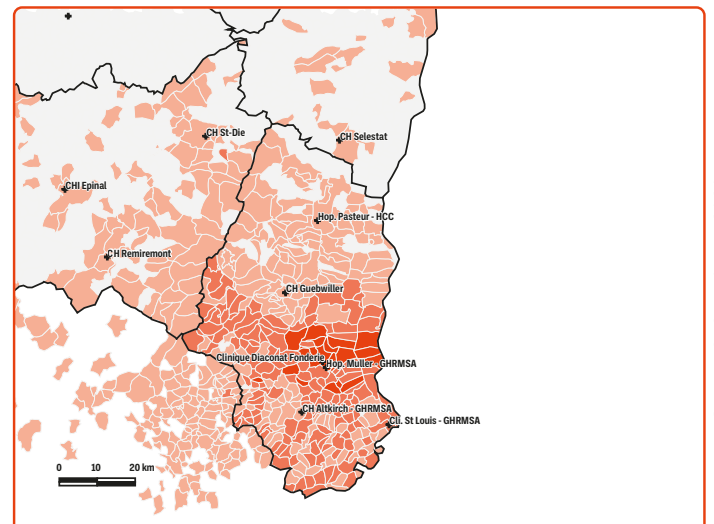 CH St-Die
CH Selestat
CHI Epinal
Hop. Pasteur - HCC
CH Remiremont
CH Guebwiller
Clinique Diaconat Fonderie
Hop. Muller - GHRMSA
CH Altkirch - GHRMSA
Cli. St Louis - GHRMSA
0 10 20 km